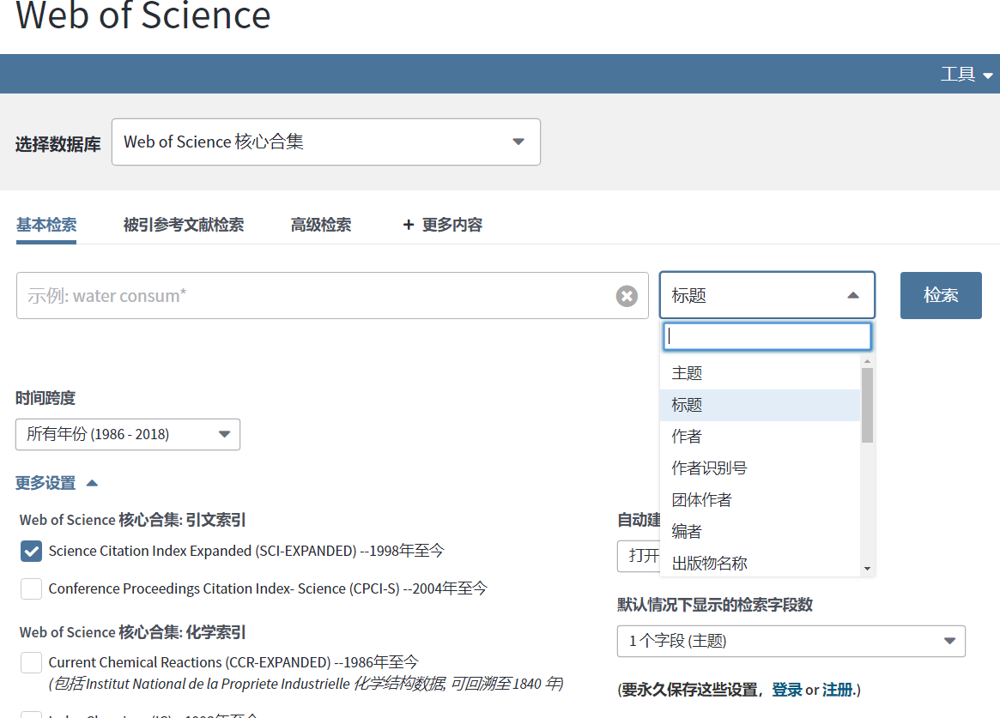 Web of Science
工具
选择数据库 Web of Science 核心合集
基本检索 被引参考文献检索 高级检索 + 更多内容
示例: water consum* 标题 检索
主题
标题
作者
作者识别号
团体作者
编者
出版物名称
时间跨度
所有年份 (1986 - 2018)
更多设置
Web of Science 核心合集: 引文索引
Science Citation Index Expanded (SCI-EXPANDED) --1998年至今
Conference Proceedings Citation Index- Science (CPCI-S) --2004年至今
Web of Science 核心合集: 化学索引
Current Chemical Reactions (CCR-EXPANDED) --1986年至今
(包括 Institut National de la Propriete Industrielle 化学结构数据, 可回溯至 1840 年)
自动建
打开
默认情况下显示的检索字段数
1 个字段 (主题)
(要永久保存这些设置，登录 or 注册.)